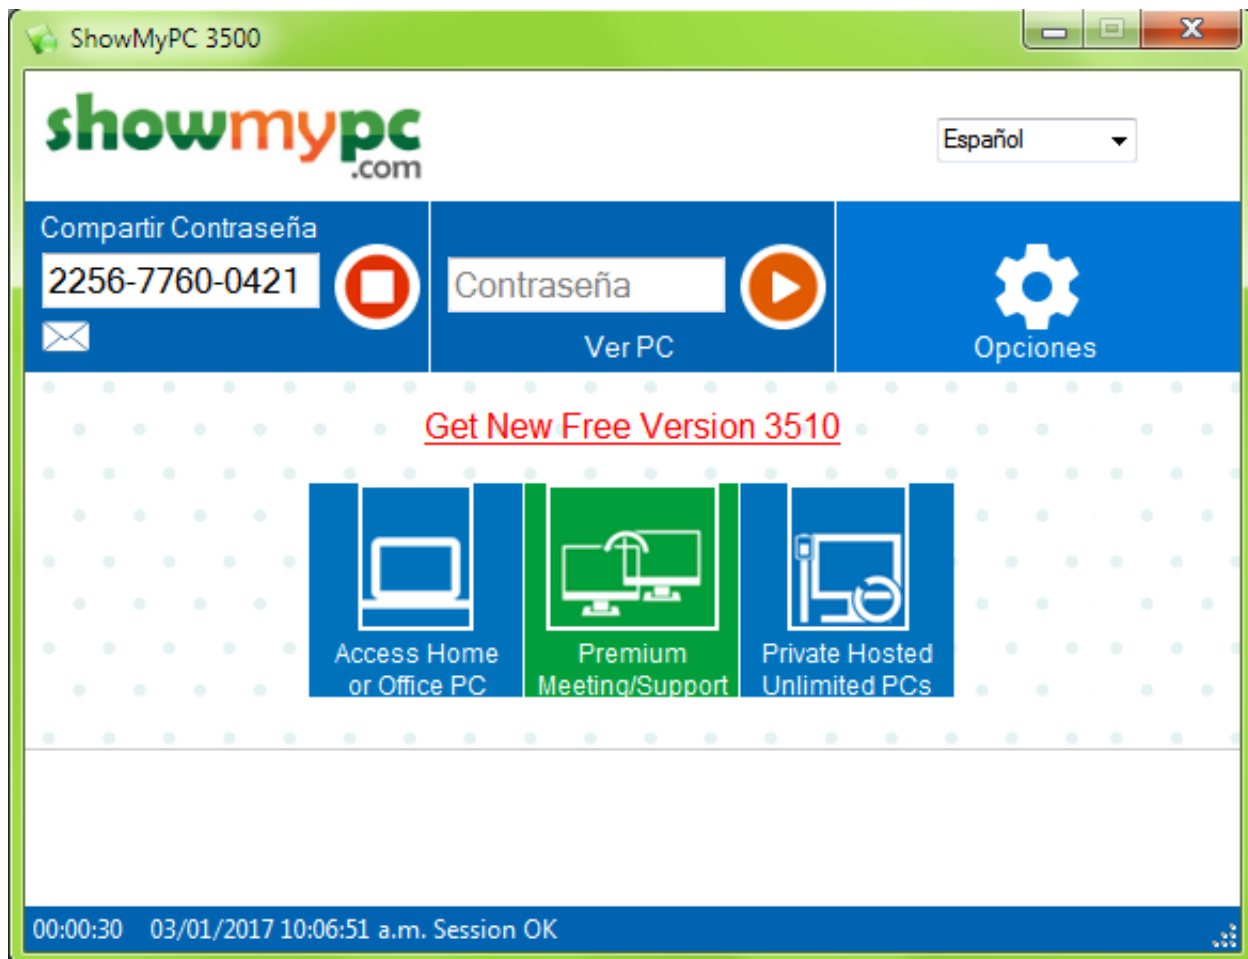 ShowMyPC 3500
showmypc
.com
Español
Compartir Contraseña
2256-7760-0421
Contraseña
Ver PC
Opciones
Get New Free Version 3510
Access Home
or Office PC
Premium
Meeting/Support
Private Hosted
Unlimited PCs
00:00:30 03/01/2017 10:06:51 a.m. Session OK